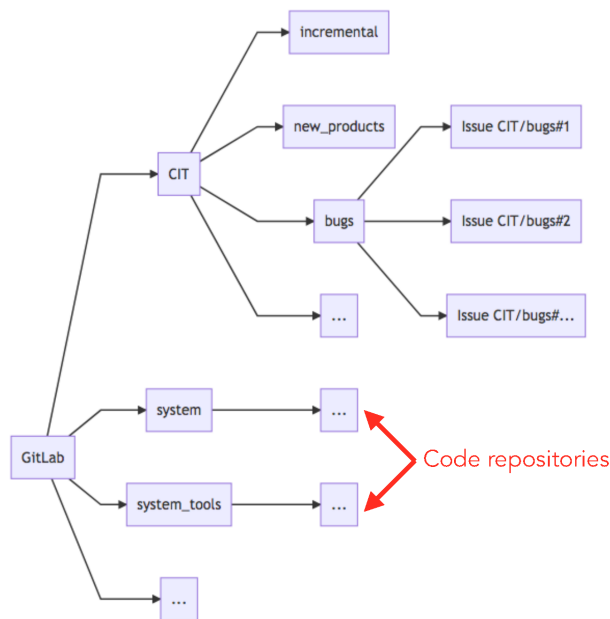 incremental
new_products
Issue CIT/bugs#1
CIT
bugs
Issue CIT/bugs#2
...
Issue CIT/bugs#...
system
...
GitLab
Code repositories
system_tools
...
...